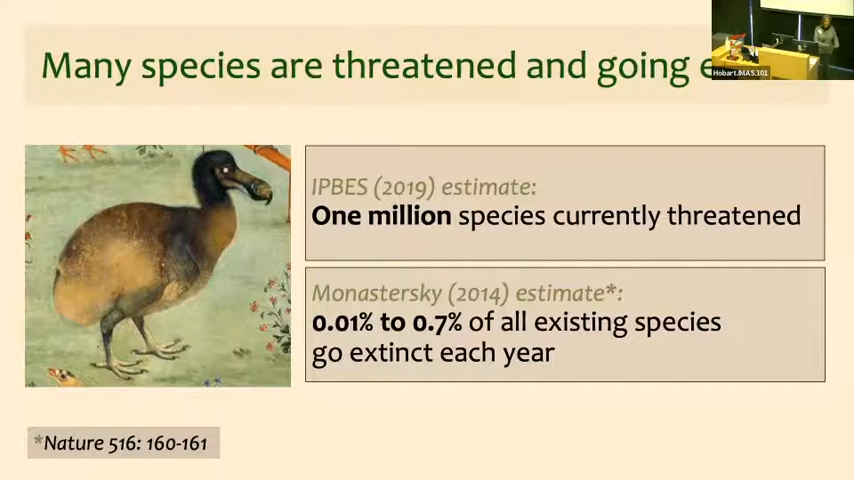 Many species are threatened and going e
Hobart.IMAS.101
IPBES (2019) estimate:
One million species currently threatened
Monastersky (2014) estimate*:
0.01% to 0.7% of all existing species
go extinct each year
*Nature 516: 160-161